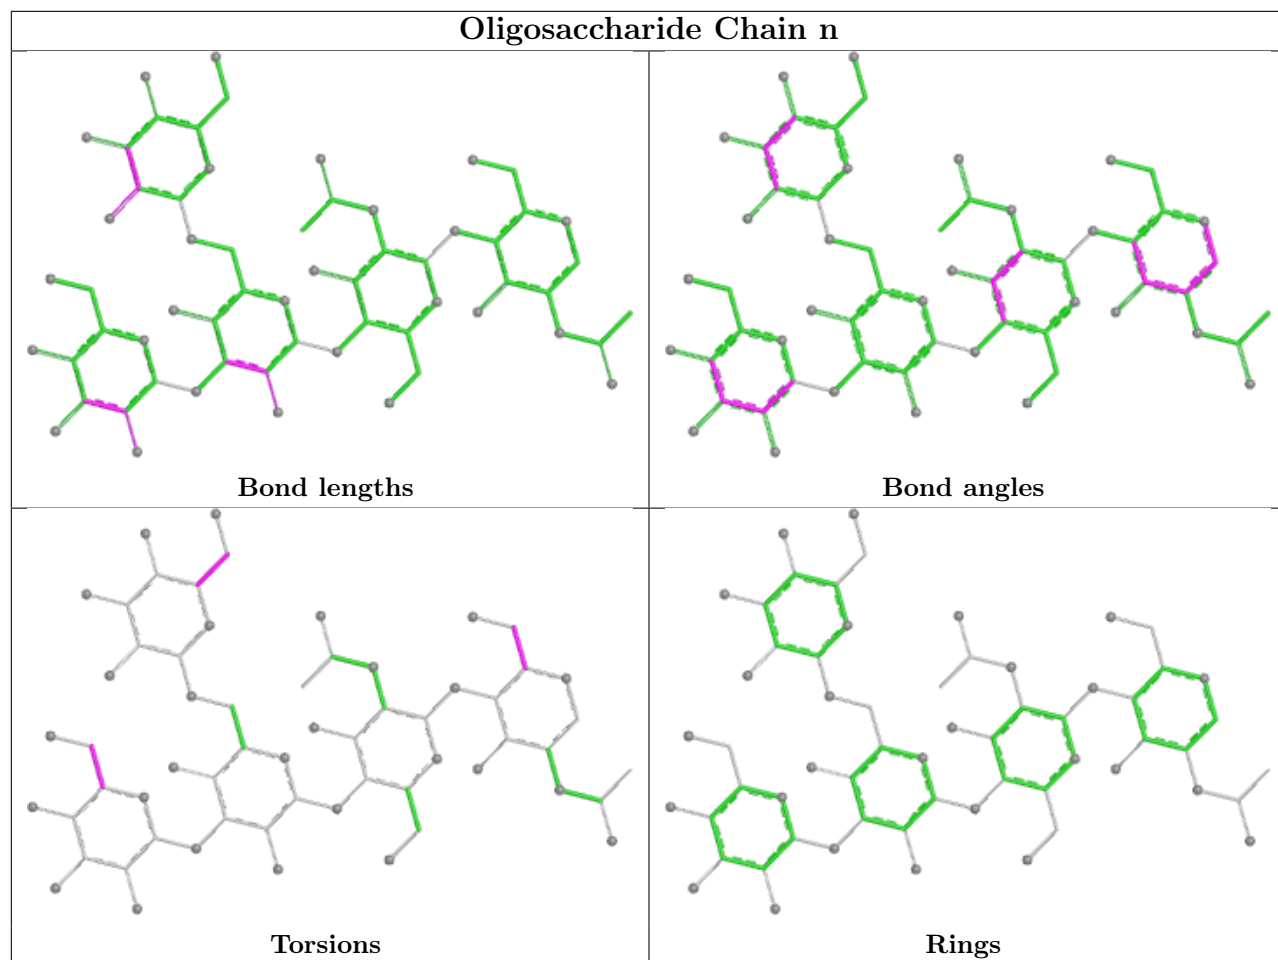 Oligosaccharide Chain n
Bond lengths
Bond angles
Torsions
Rings